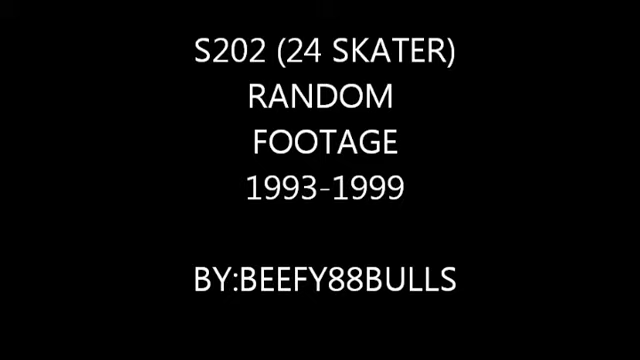 S202 (24 SKATER)
RANDOM
FOOTAGE
1993-1999
BY:BEEFY88BULLS